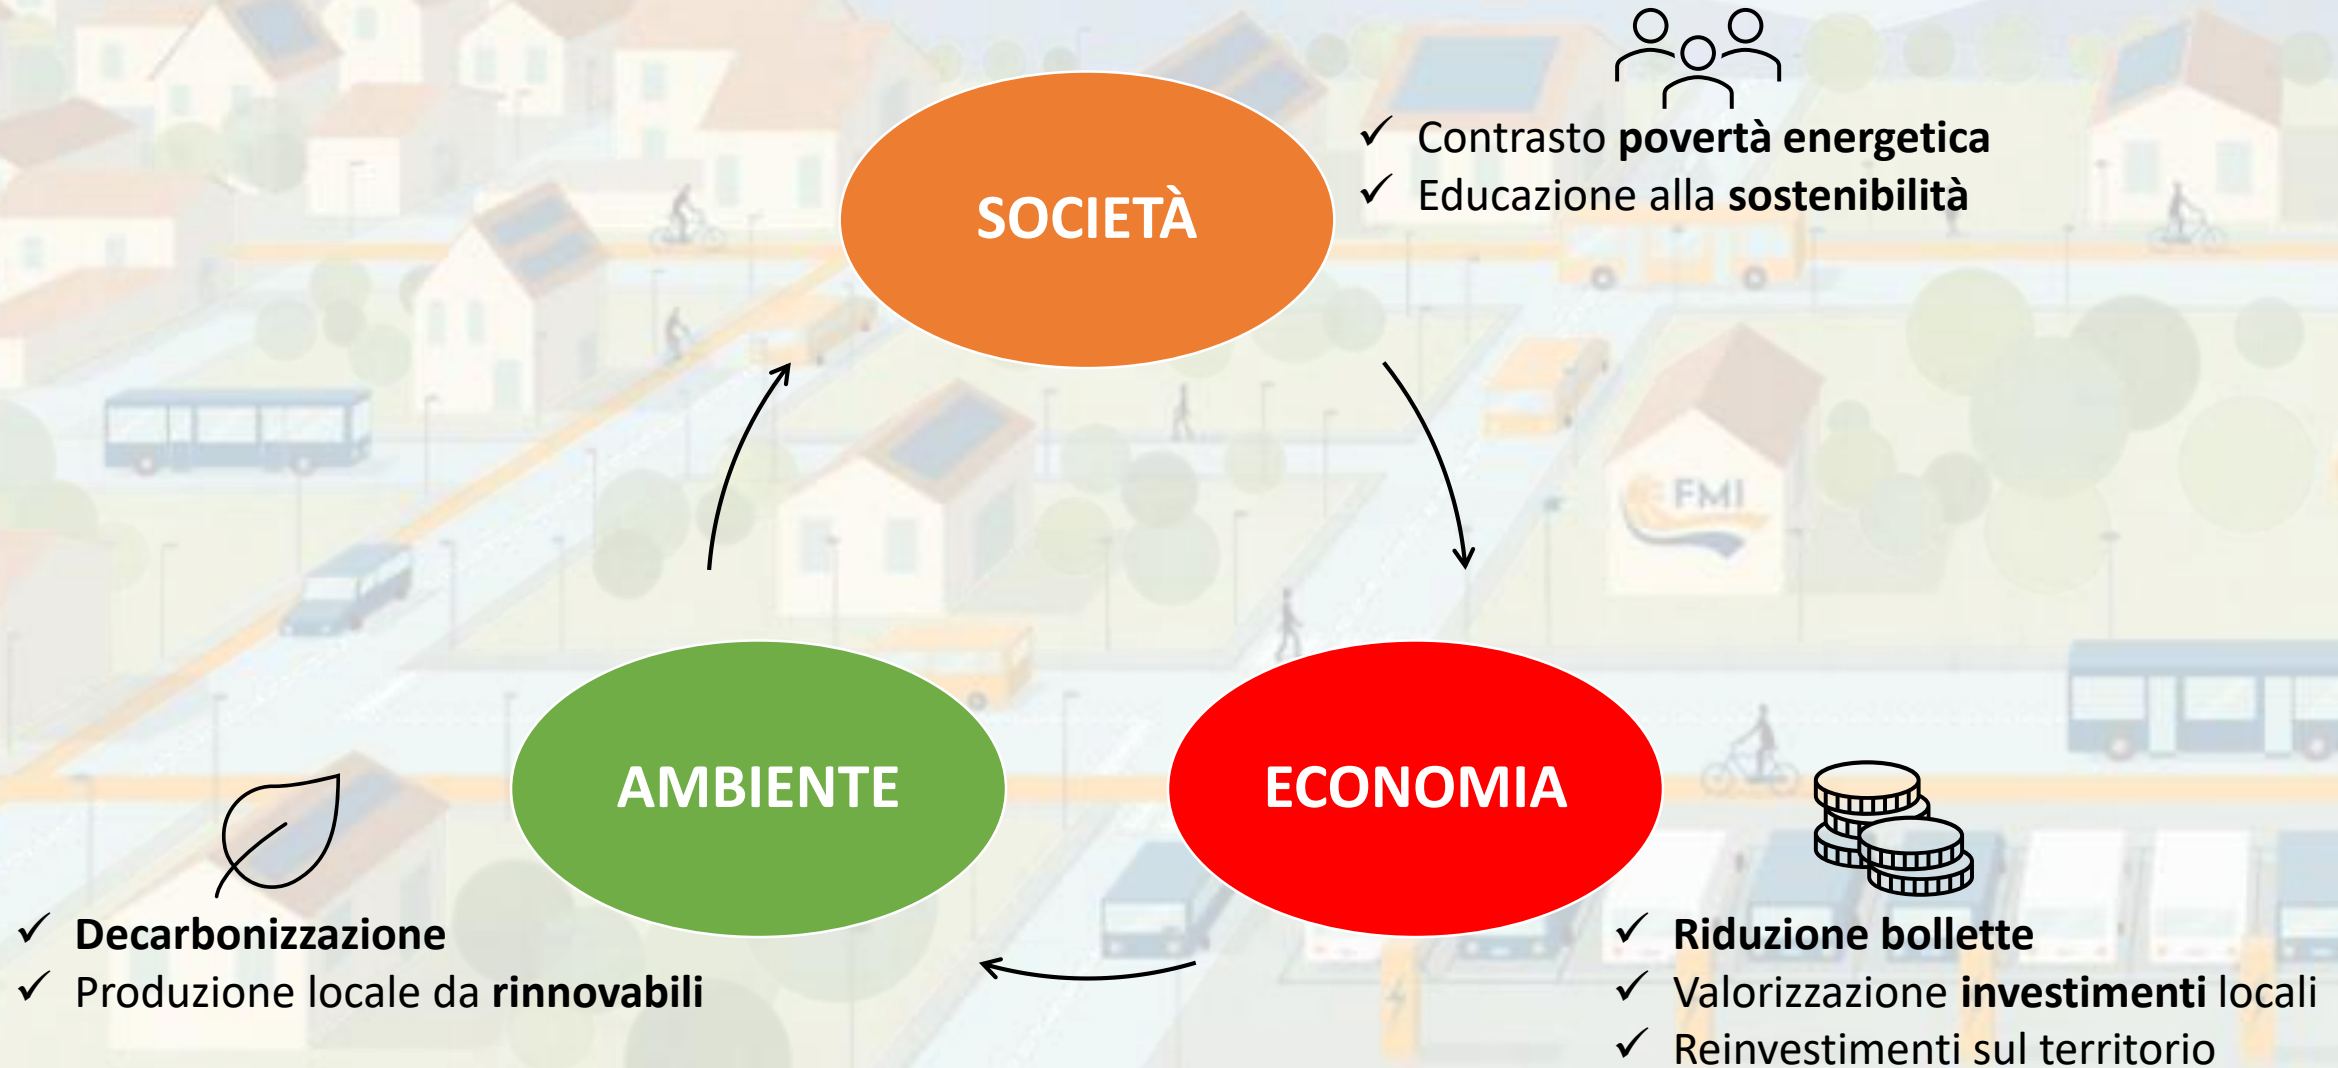 SOCIETÀ
✓ Contrasto povertà energetica
✓ Educazione alla sostenibilità
FMI
AMBIENTE
ECONOMIA
✓ Decarbonizzazione
✓ Produzione locale da rinnovabili
✓ Riduzione bollette
✓ Valorizzazione investimenti locali
✓ Reinvestimenti sul territorio